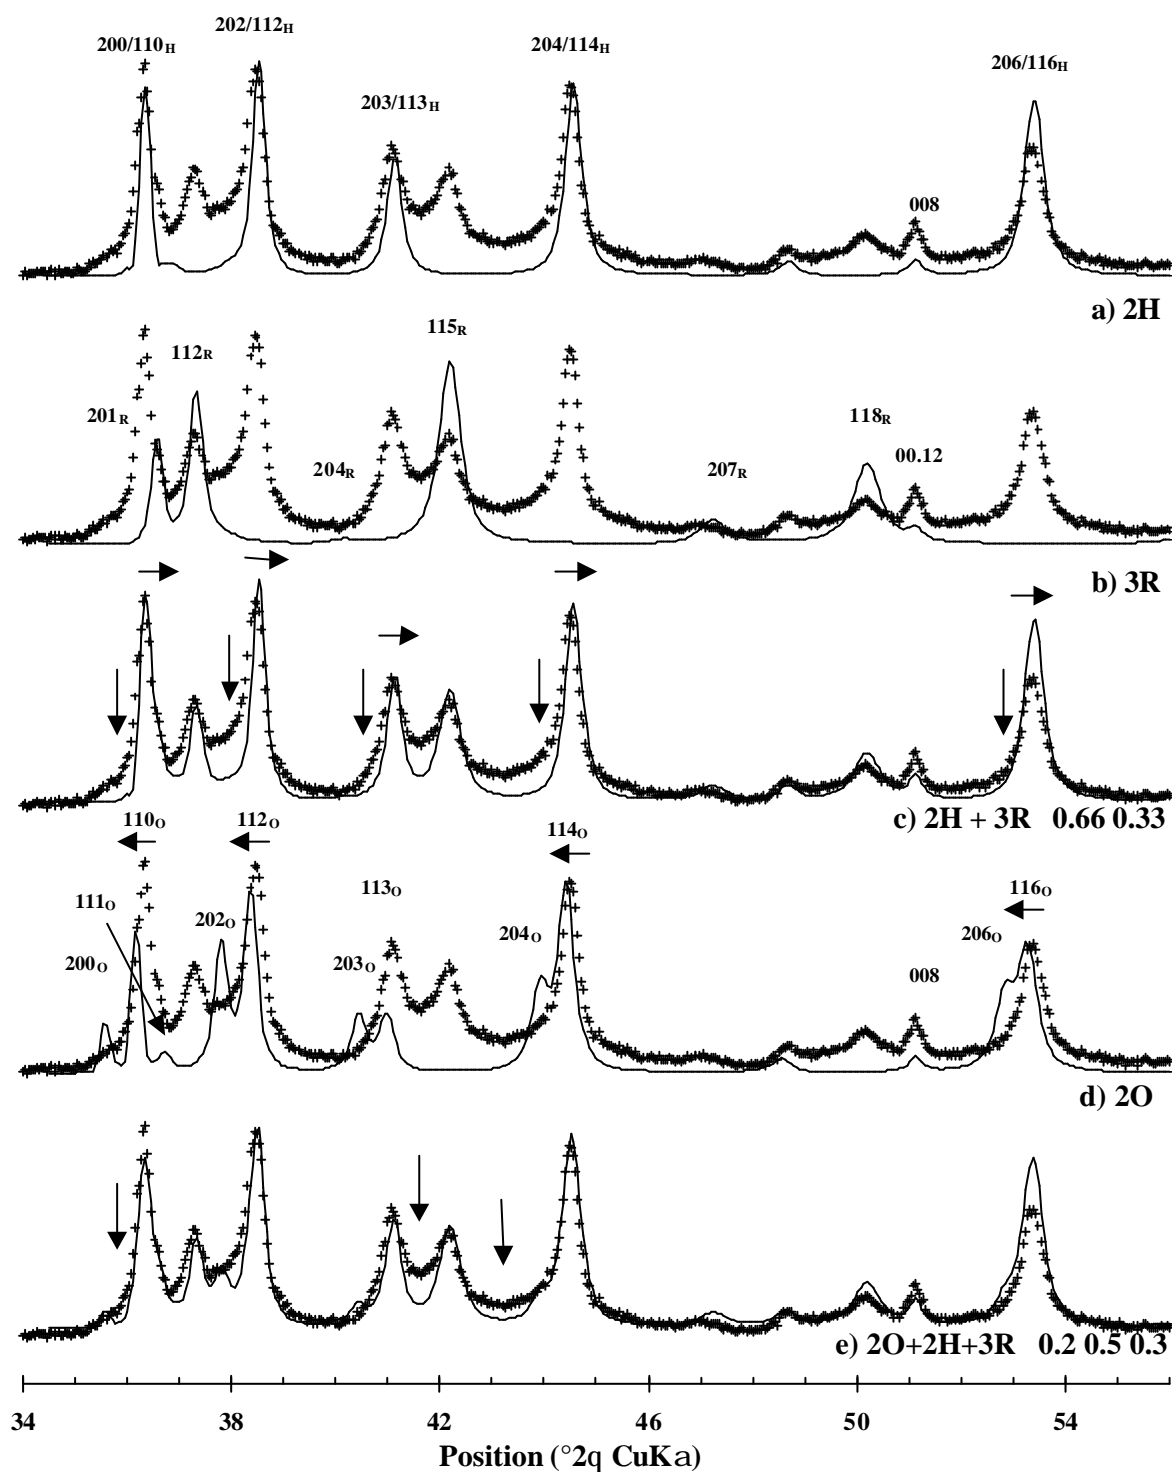 202/112H
200/110H 204/114H
206/116H
203/113H
008
a) 2H
115R
112R
201R 118R
00.12
204R 207R
b) 3R
c) 2H + 3R 0.66 0.33
110O 112O 114O
113O 116O
111O
202O 204O 206O
200O 203O 008
d) 2O
e) 2O+2H+3R 0.2 0.5 0.3
34 38 42 46 50 54
Position (°2q CuKa)